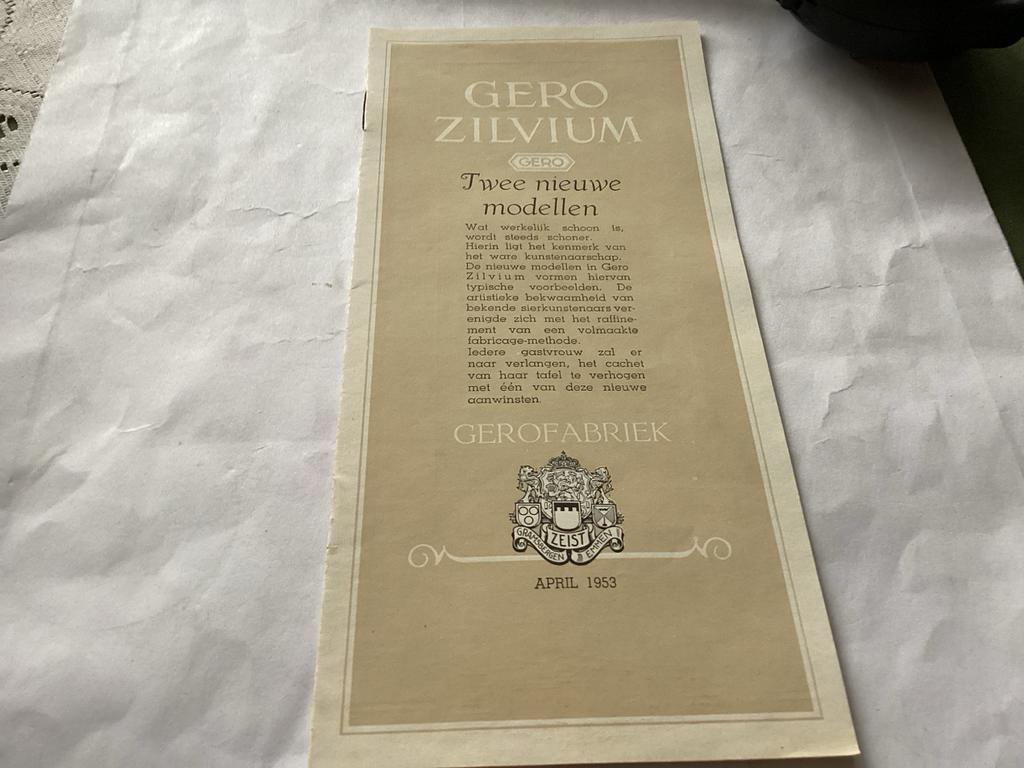 GERO
ZILVIUM
GERO
Twee nieuwe
modellen
Wat werkelijk schoon is,
wordt steeds schoner.
Hierin ligt het kenmerk van
het ware kunstenaarschap.
De nieuwe modellen in Gero
Zilvium vormen hiervan
typische voorbeelden. De
artistieke bekwaamheid van
bekende sierkunstenaars ver-
enigde zich met het raffine-
ment van een volmaakte
fabricage-methode.
Iedere gastvrouw zal er
naar verlangen, het cachet
van haar tafel te verhogen
met één van deze nieuwe
aanwinsten.
GEROFABRIEK
ZEIST
GRAMSBERGEN EMMEN
APRIL 1953